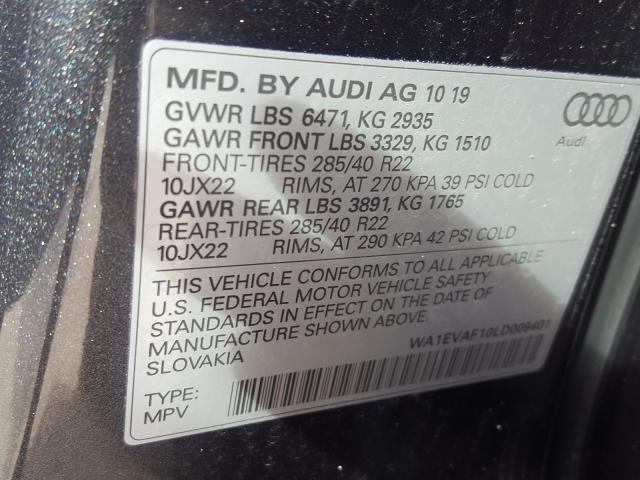 MFD. BY AUDI AG 10 19
GVWR LBS 6471, KG 2935
GAWR FRONT LBS 3329, KG 1510
FRONT-TIRES 285/40 R22
10JX22 RIMS, AT 270 KPA 39 PSI COLD
GAWR REAR LBS 3891, KG 1765
REAR-TIRES 285/40 R22
10JX22 RIMS, AT 290 KPA 42 PSI COLD
Audi
THIS VEHICLE CONFORMS TO ALL APPLICABLE
U.S. FEDERAL MOTOR VEHICLE SAFETY
STANDARDS IN EFFECT ON THE DATE OF
MANUFACTURE SHOWN ABOVE.
SLOVAKIA
WA1EVAF10LD009401
TYPE:
MPV